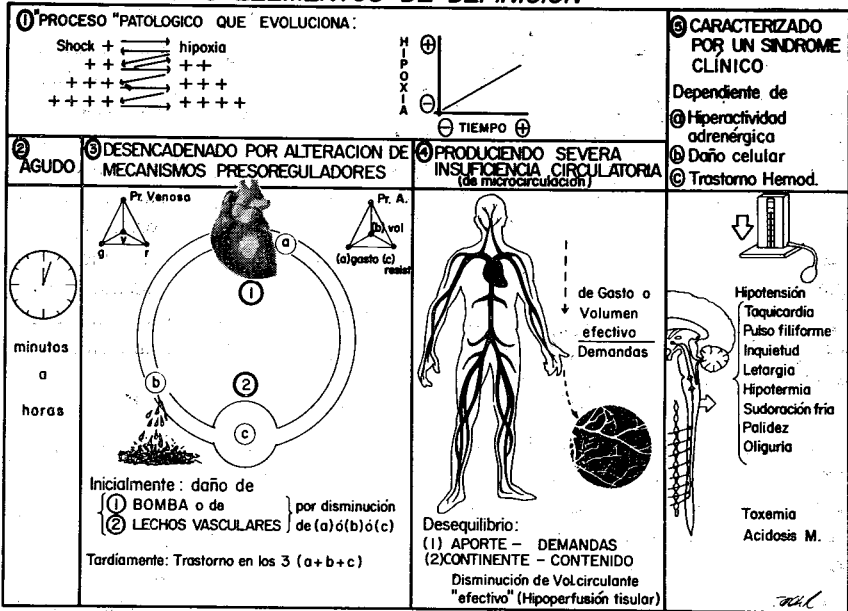 ELEMENTOS DE DEFINICION
① "PROCESO "PATOLOGICO QUE EVOLUCIONA:
Shock + hipoxia
++ ++
+++ +++
++++ ++++
HIPOXIA
⊕
⊖
⊖ TIEMPO ⊕
⑤ CARACTERIZADO
POR UN SINDROME
CLÍNICO
Dependiente de
ⓐ Hiperactividad
adrenérgica
ⓑ Daño celular
ⓒ Trastorno Hemod.
② AGUDO
minutos
a
horas
③ DESENCADENADO POR ALTERACION DE
MECANISMOS PRESOREGULADORES
Pr. Venosa
v
g r
Pr. A.
(b) vol
(a)gasto (c)
resist
a
①
b
②
c
Inicialmente: daño de
① BOMBA o de
② LECHOS VASCULARES
por disminución
de (a)ó(b)ó(c)
Tardiamente: Trastorno en los 3 (a+b+c)
④ PRODUCIENDO SEVERA
INSUFICIENCIA CIRCULATORIA
(de microcirculación)
de Gasto o
Volumen
efectivo
Demandas
Desequilibrio:
(1) APORTE - DEMANDAS
(2)CONTINENTE - CONTENIDO
Disminución de Vol.circulante
"efectivo" (Hipoperfusión tisular)
Hipotensión
Taquicardia
Pulso filiforme
Inquietud
Letargia
Hipotermia
Sudoración fria
Palidez
Oliguria
Toxemia
Acidosis M.